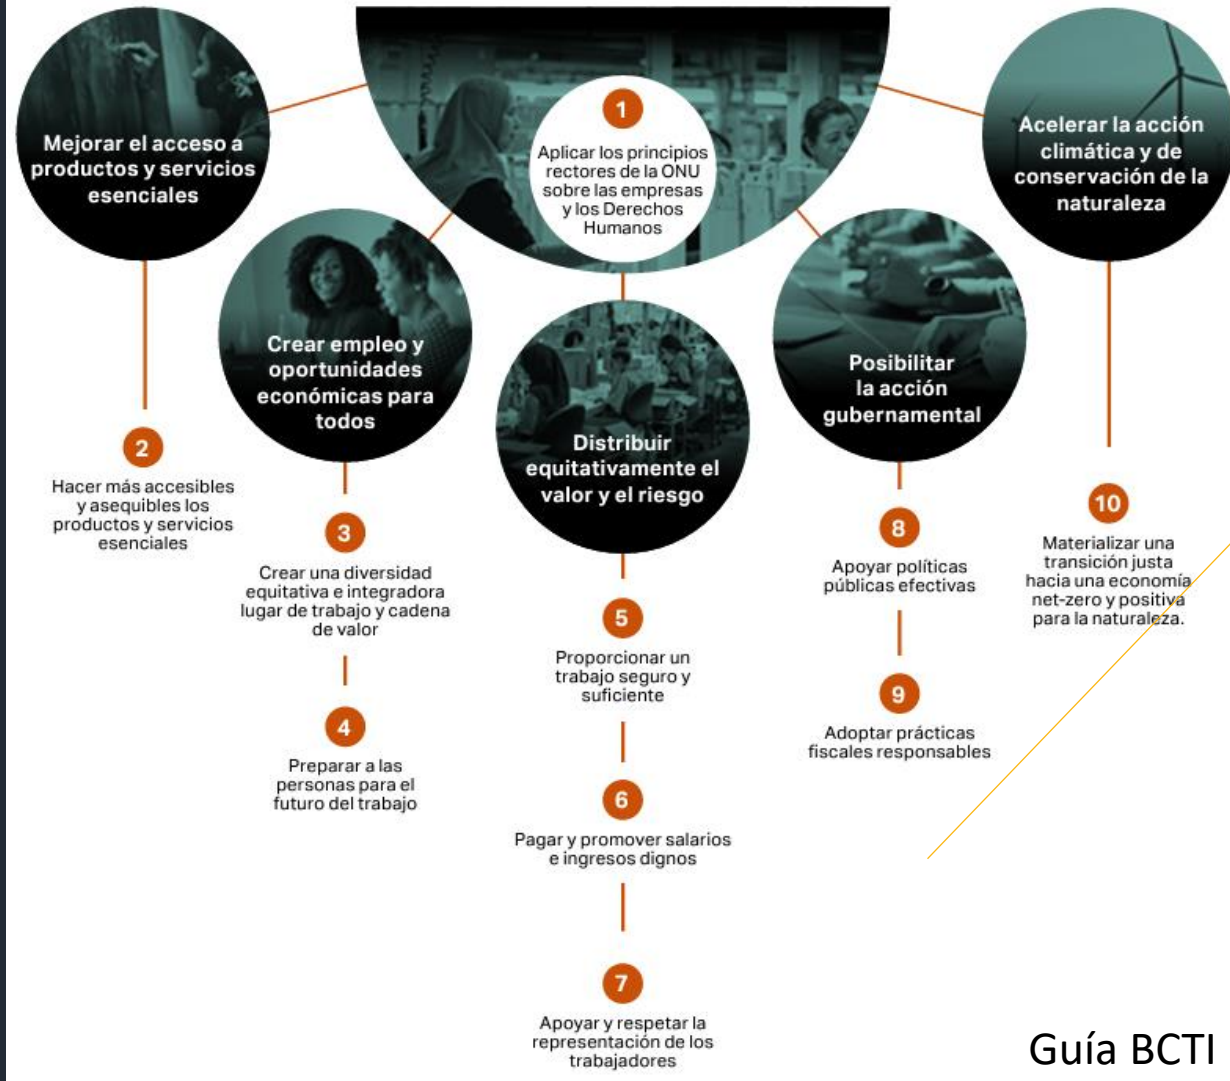 1
Aplicar los principios
rectores de la ONU
sobre las empresas
y los Derechos
Humanos
Mejorar el acceso a
productos y servicios
esenciales
2
Hacer más accesibles
y asequibles los
productos y servicios
esenciales
Crear empleo y
oportunidades
económicas para
todos
3
Crear una diversidad
equitativa e integradora
lugar de trabajo y cadena
de valor
4
Preparar a las
personas para el
futuro del trabajo
Distribuir
equitativamente el
valor y el riesgo
5
Proporcionar un
trabajo seguro y
suficiente
6
Pagar y promover salarios
e ingresos dignos
7
Apoyar y respetar la
representación de los
trabajadores
Posibilitar
la acción
gubernamental
8
Apoyar políticas
públicas efectivas
9
Adoptar prácticas
fiscales responsables
Acelerar la acción
climática y de
conservación de la
naturaleza
10
Materializar una
transición justa
hacia una economía
net-zero y positiva
para la naturaleza.
Guía BCTI